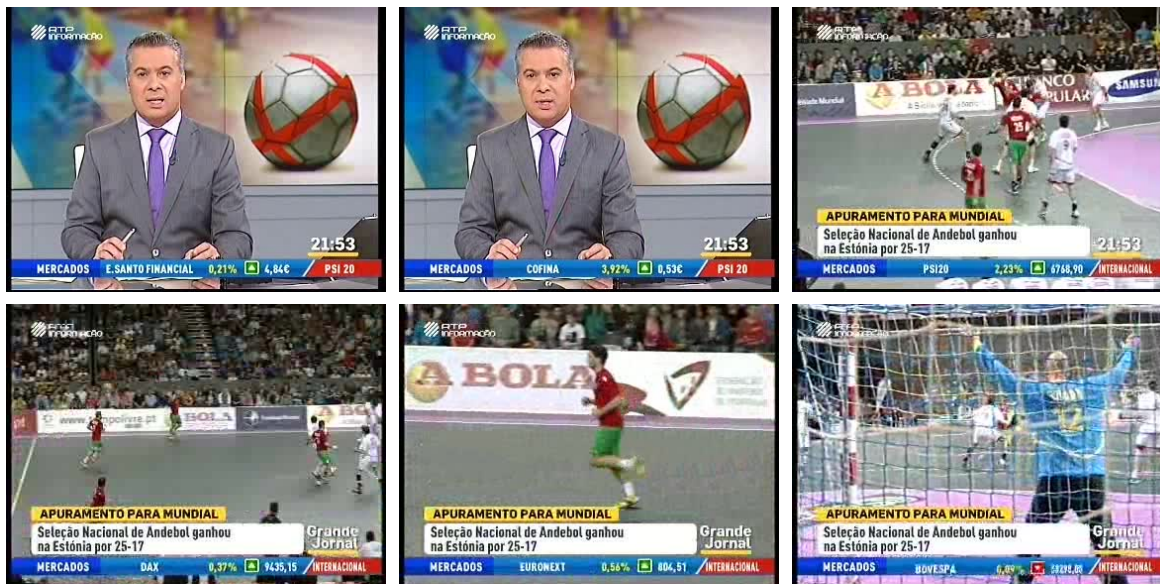 RTP
INFORMAÇÃO
21:53
MERCADOS E.SANTO FINANCIAL 0,21% 4,84€ PSI 20
RTP
INFORMAÇÃO
21:53
MERCADOS COFINA 3,92% 0,53€ PSI 20
RTP
INFORMAÇÃO
A BOLA
BANCO
POPULAR
SAMSU
25
APURAMENTO PARA MUNDIAL
Seleção Nacional de Andebol ganhou
na Estónia por 25-17
21:53
MERCADOS PSI20 2,23% 6768,90 INTERNACIONAL
RTP
INFORMAÇÃO
BOLA
A BO
APURAMENTO PARA MUNDIAL
Seleção Nacional de Andebol ganhou
na Estónia por 25-17
Grande
Jornal
MERCADOS DAX 0,37% 9435,15 INTERNACIONAL
RTP
INFORMAÇÃO
A BOLA
APURAMENTO PARA MUNDIAL
Seleção Nacional de Andebol ganhou
na Estónia por 25-17
Grande
Jornal
MERCADOS EURONEXT 0,56% 804,51 INTERNACIONAL
RTP
INFORMAÇÃO
12
APURAMENTO PARA MUNDIAL
Seleção Nacional de Andebol ganhou
na Estónia por 25-17
Grande
Jornal
MERCADOS BOVESPA INTERNACIONAL